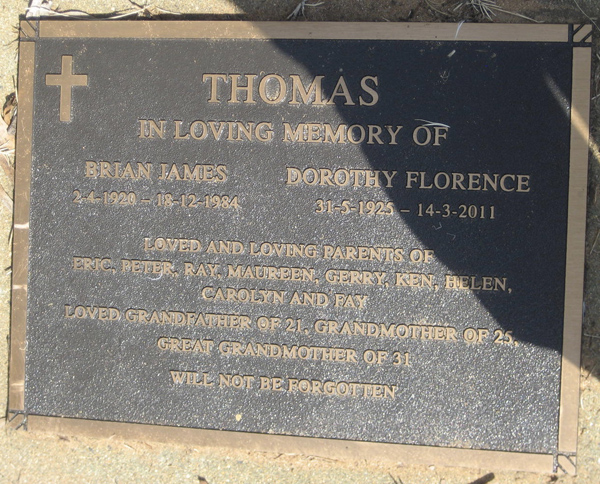 THOMAS
IN LOVING MEMORY OF
BRIAN JAMES DOROTHY FLORENCE
2-4-1920 – 18-12-1984 31-5-1925 – 14-3-2011
LOVED AND LOVING PARENTS OF
ERIC, PETER, RAY, MAUREEN, GERRY, KEN, HELEN,
CAROLYN AND FAY
LOVED GRANDFATHER OF 21, GRANDMOTHER OF 25,
GREAT GRANDMOTHER OF 31
WILL NOT BE FORGOTTEN